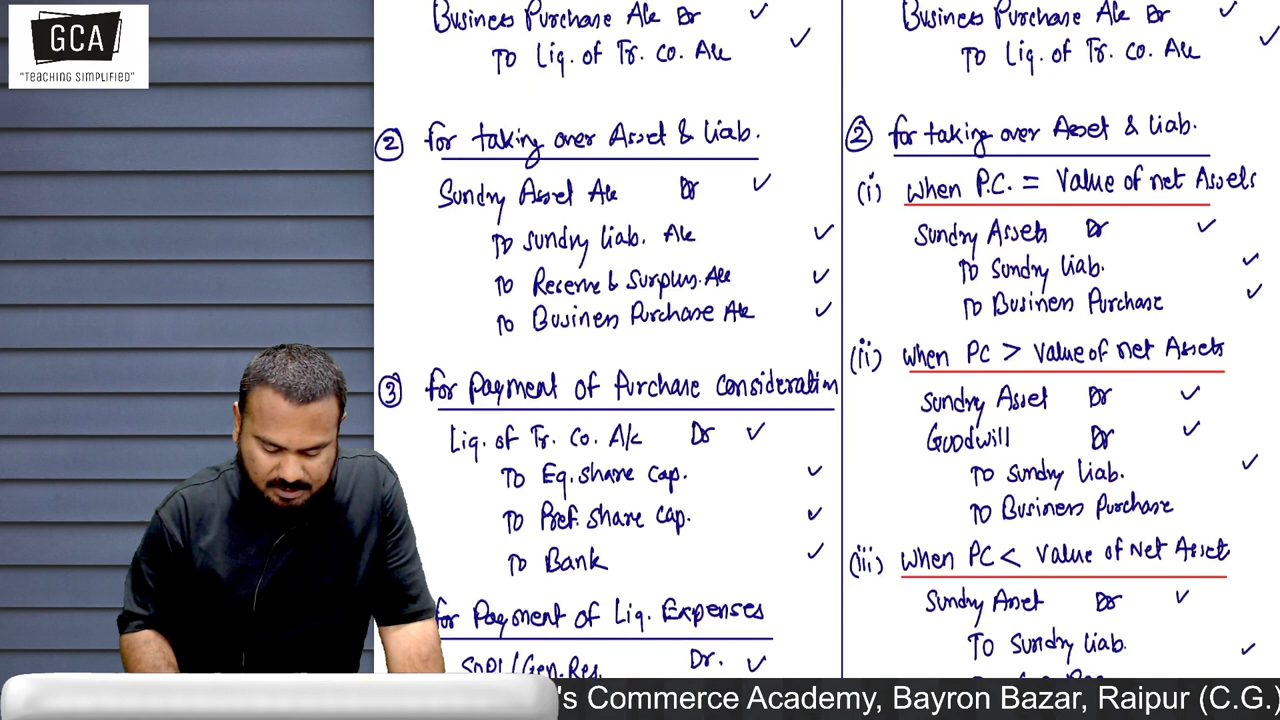 GCA
"TEACHING SIMPLIFIED"
Business Purchase A/c Dr ✓
To Liq. of Tr. Co. A/c ✓
② for taking over Asset & Liab.
Sundry Asset A/c Dr ✓
To Sundry Liab. A/c ✓
To Reserve & Surplus. A/c ✓
To Business Purchase A/c ✓
③ for Payment of Purchase Consideration
Liq. of Tr. Co. A/c Dr ✓
To Eq. Share Cap. ✓
To Pref. Share Cap. ✓
To Bank ✓
for Payment of Liq. Expenses
/Gen. Res. Dr. ✓
Business Purchase A/c Dr ✓
To Liq. of Tr. Co. A/c ✓
② for taking over Asset & Liab.
(i) When P.C. = Value of net Assets
Sundry Assets Dr ✓
To Sundry Liab. ✓
To Business Purchase ✓
(ii) when PC > Value of net Assets
Sundry Asset Dr ✓
Goodwill Dr ✓
To Sundry Liab. ✓
To Business Purchase
(iii) When PC < Value of Net Asset
Sundry Asset Dr ✓
To Sundry Liab. ✓
's Commerce Academy, Bayron Bazar, Raipur (C.G.)